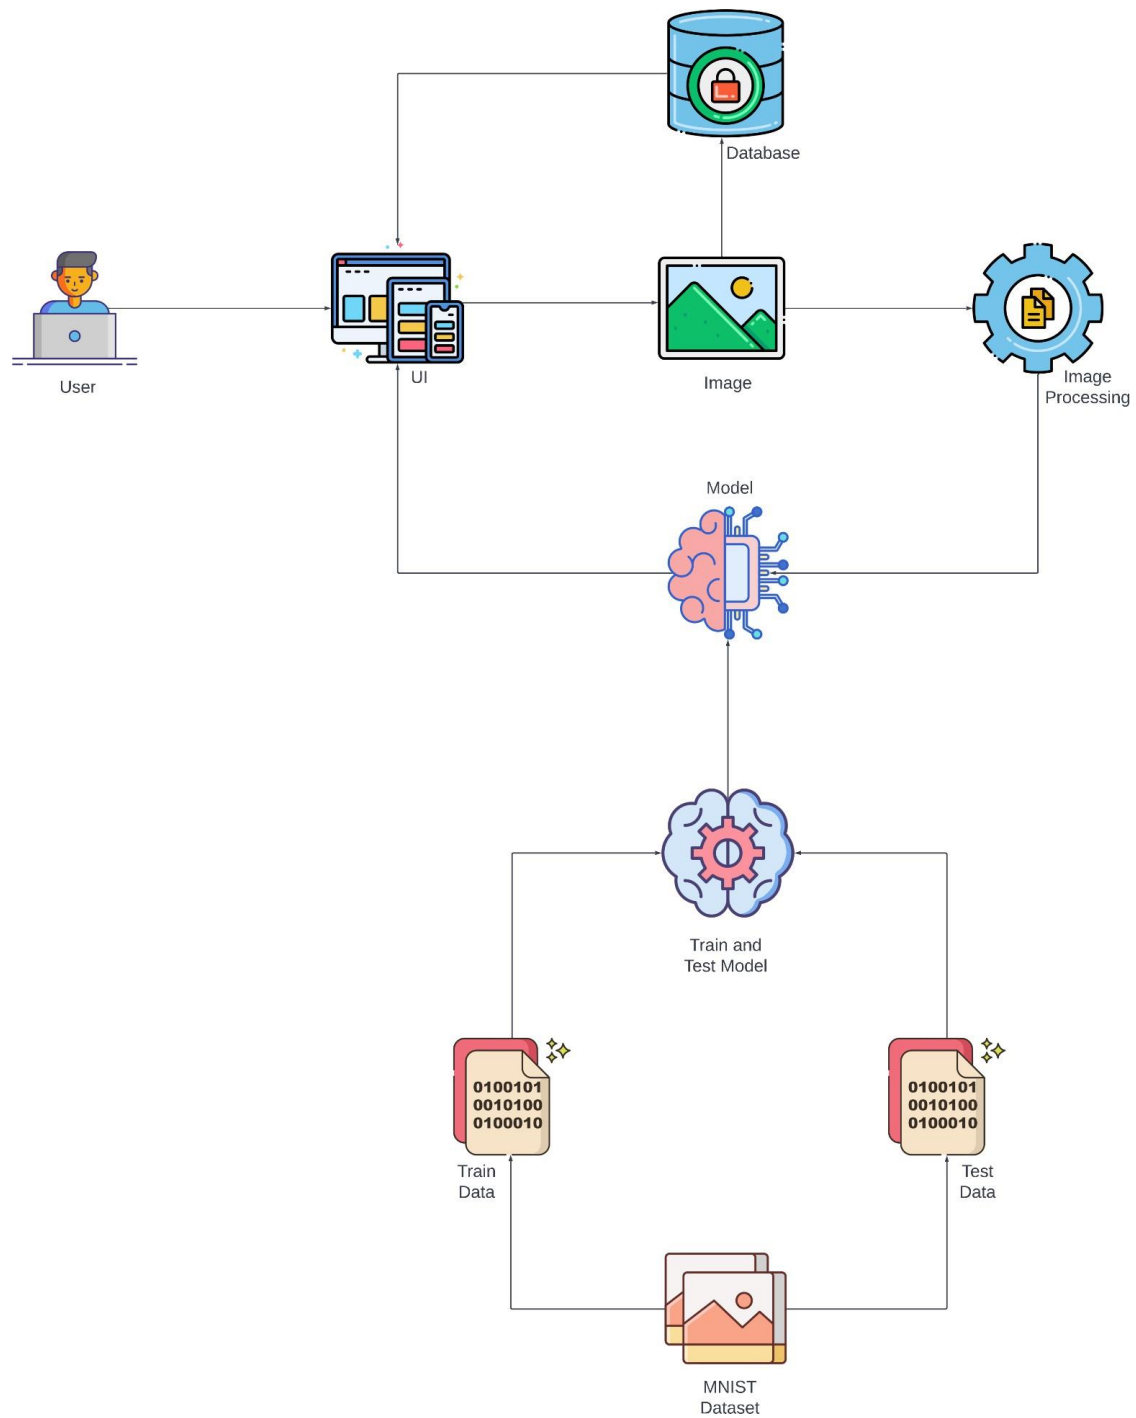 Database
User
UI
Image
Image
Processing
Model
Train and
Test Model
0100101
0010100
0100010
0100101
0010100
0100010
Train
Data
Test
Data
MNIST
Dataset